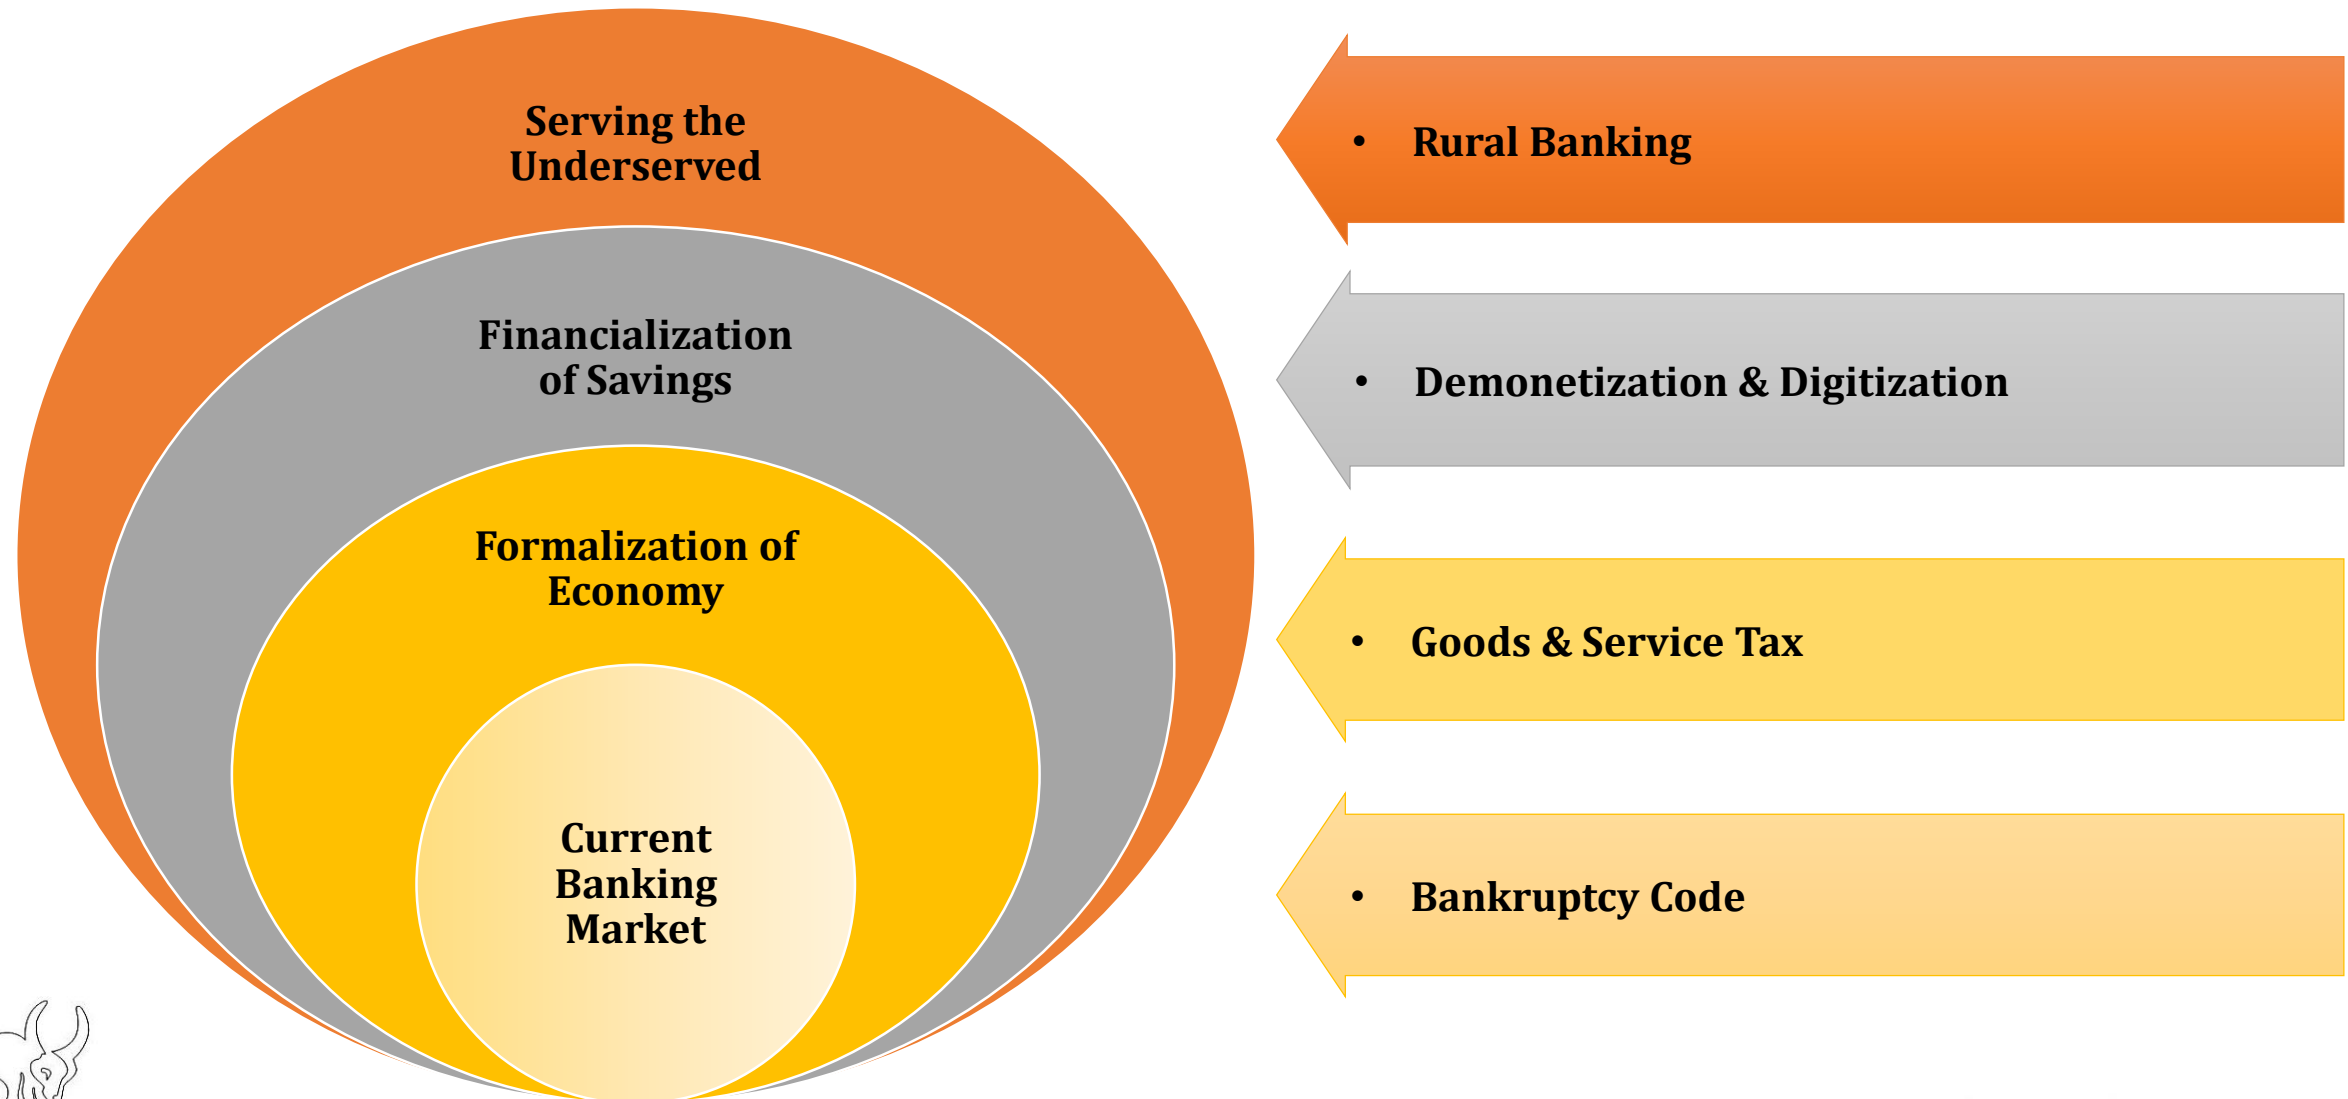 Serving the
Underserved
• Rural Banking
Financialization
of Savings
• Demonetization & Digitization
Formalization of
Economy
• Goods & Service Tax
Current
Banking
Market
• Bankruptcy Code